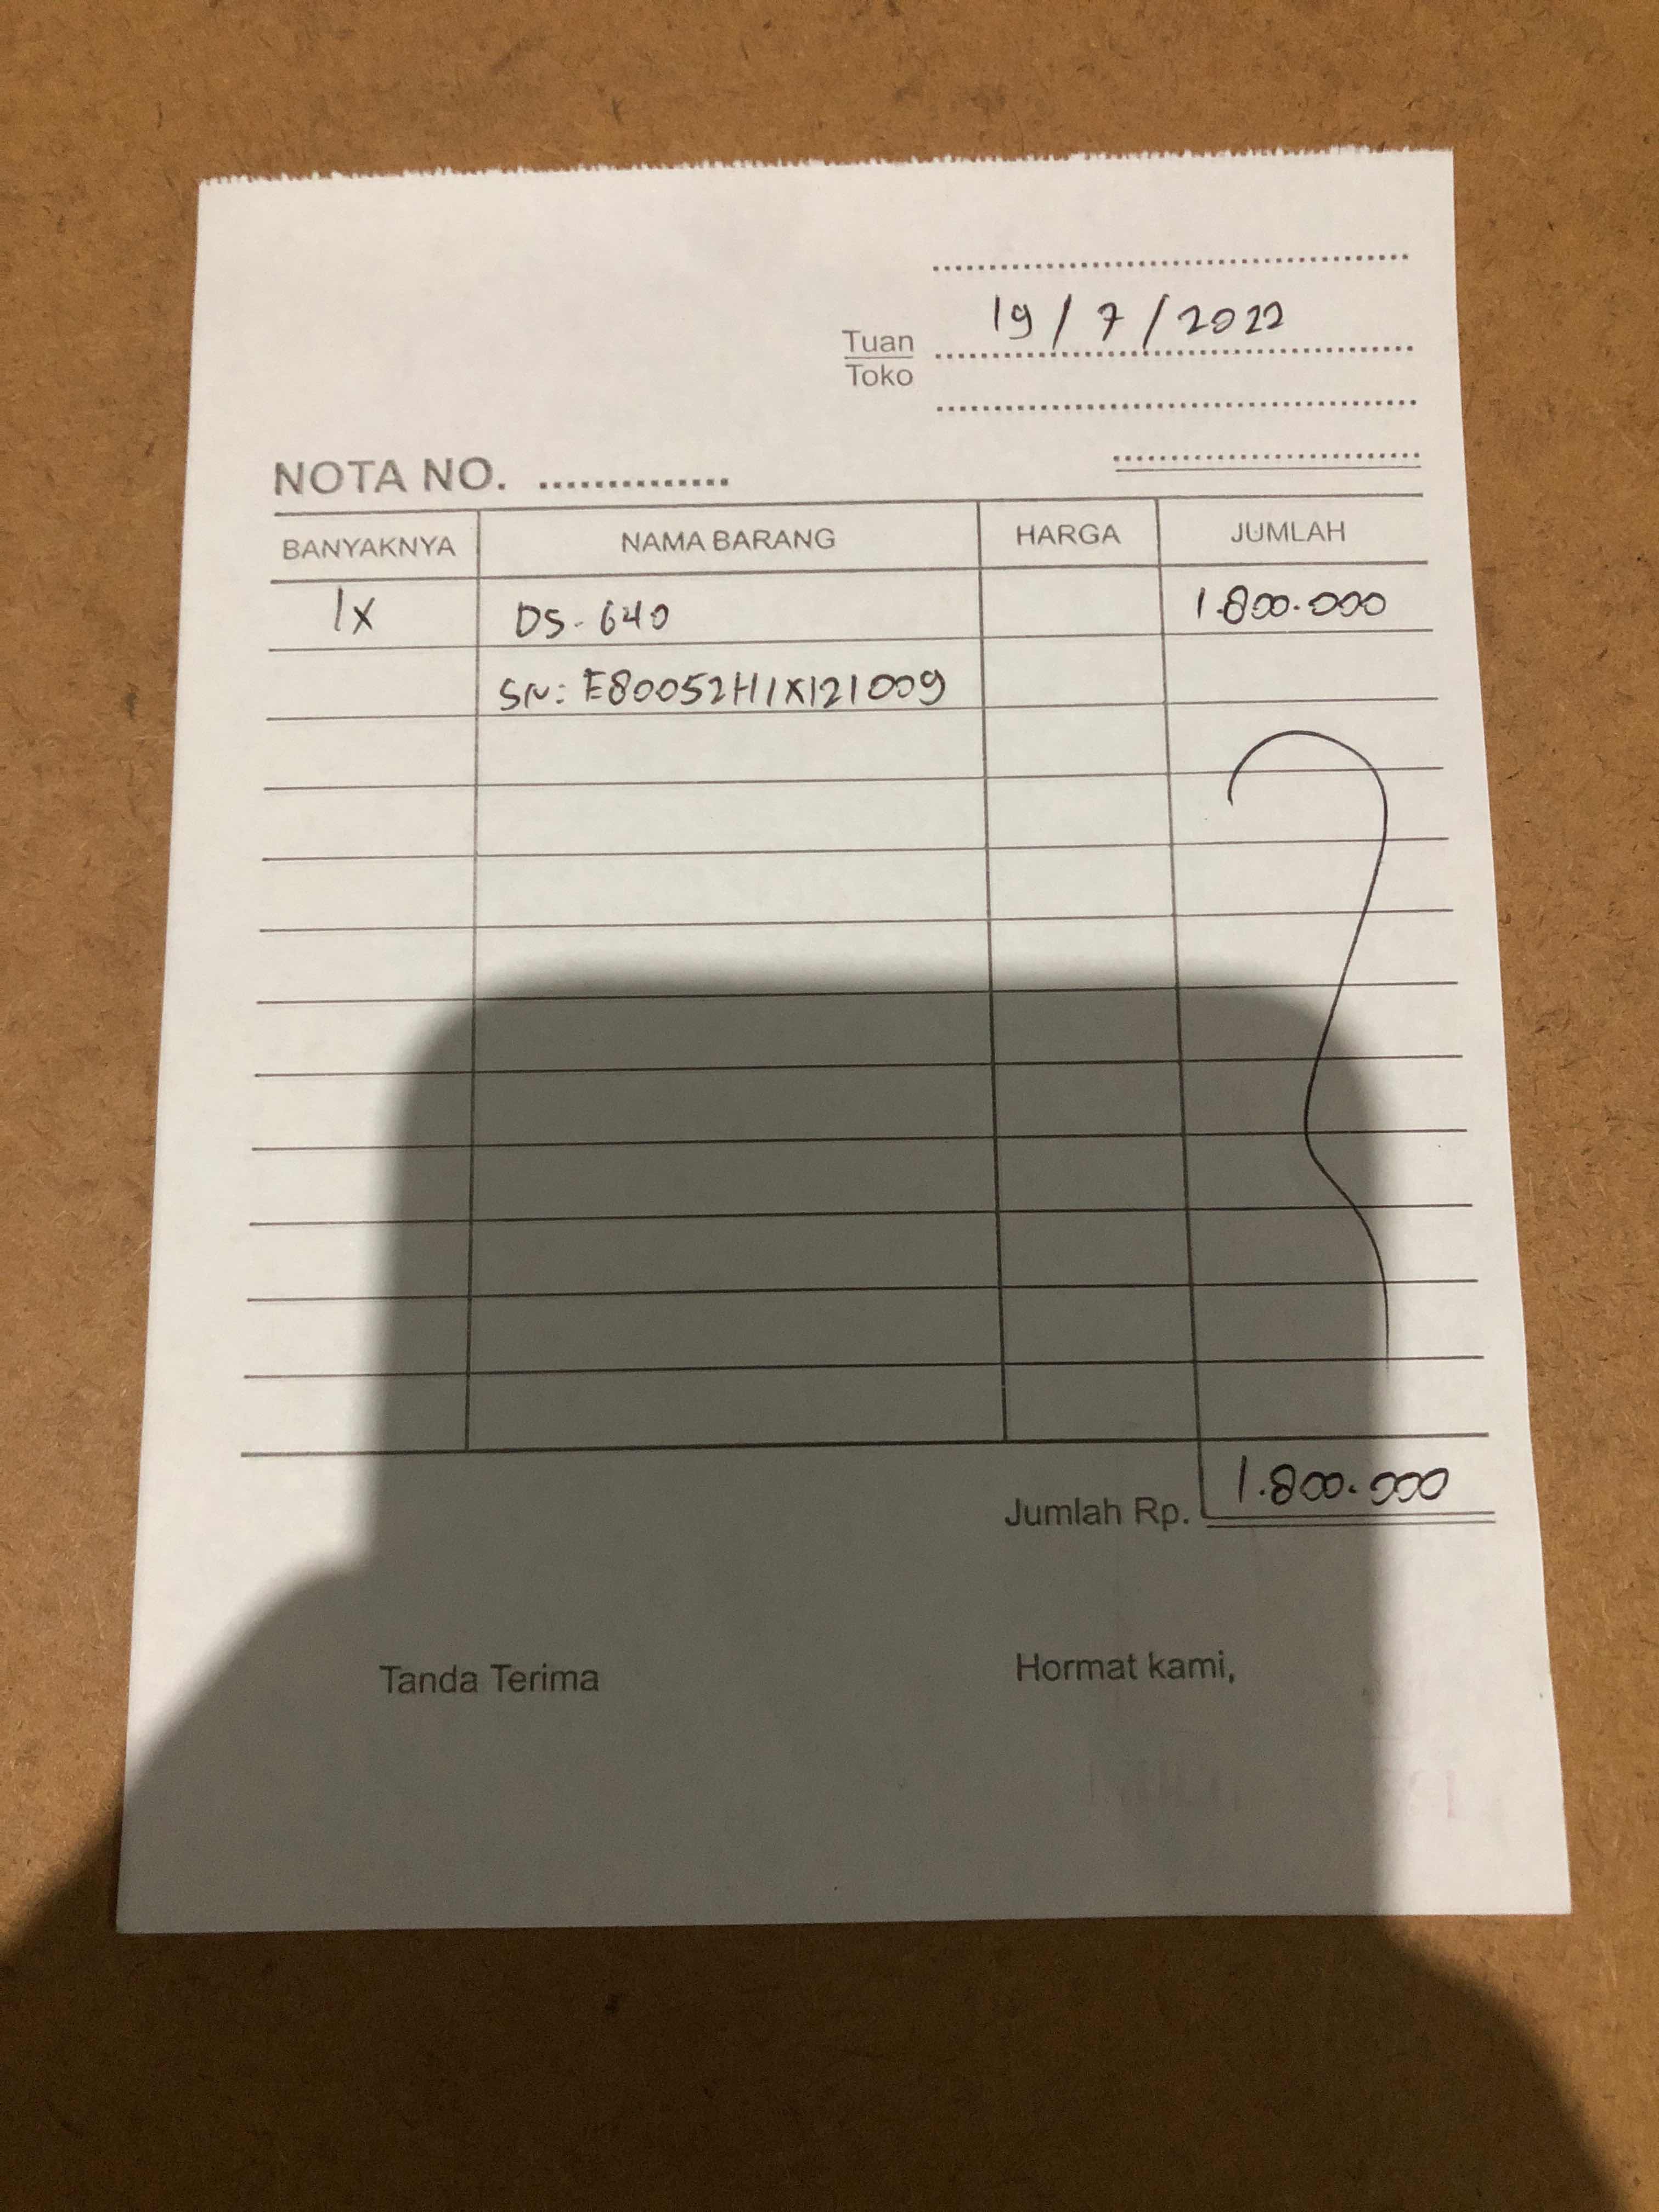 19/7/2022
Tuan
Toko
NOTA NO. ..............
BANYAKNYA NAMA BARANG HARGA JUMLAH
1x DS-640 1.800.000
SN: E80052H1X121009
Jumlah Rp. 1.800.000
Tanda Terima Hormat kami,